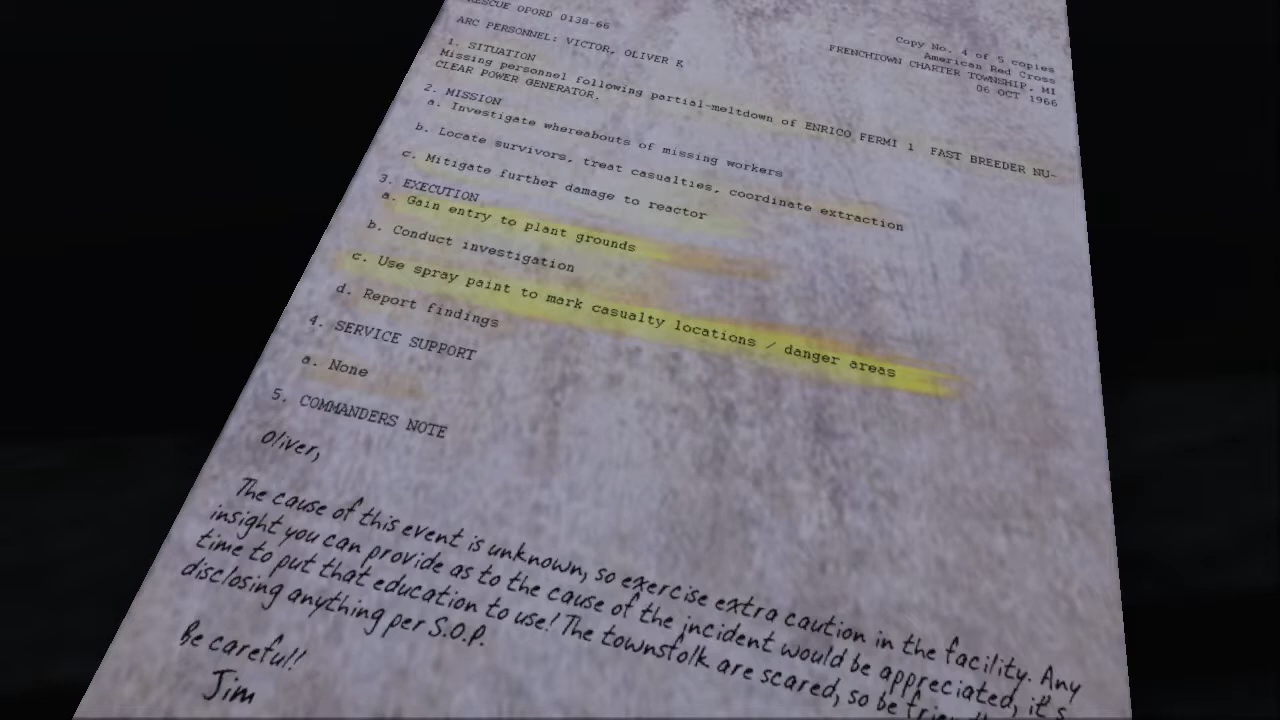 RESCUE OPORD 0138-66
Copy No. 4 of 5 copies
American Red Cross
FRENCHTOWN CHARTER TOWNSHIP, MI
06 OCT 1966
ARC PERSONNEL: VICTOR, OLIVER K
1. SITUATION
Missing personnel following partial-meltdown of ENRICO FERMI 1 FAST BREEDER NU-
CLEAR POWER GENERATOR.
2. MISSION
a. Investigate whereabouts of missing workers
b. Locate survivors, treat casualties, coordinate extraction
c. Mitigate further damage to reactor
3. EXECUTION
a. Gain entry to plant grounds
b. Conduct investigation
c. Use spray paint to mark casualty locations / danger areas
d. Report findings
4. SERVICE SUPPORT
a. None
5. COMMANDERS NOTE
Oliver,
The cause of this event is unknown, so exercise extra caution in the facility. Any
insight you can provide as to the cause of the incident would be appreciated, it's
time to put that education to use! The townsfolk are scared, so be
disclosing anything per S.O.P.
Be careful!!
Jim